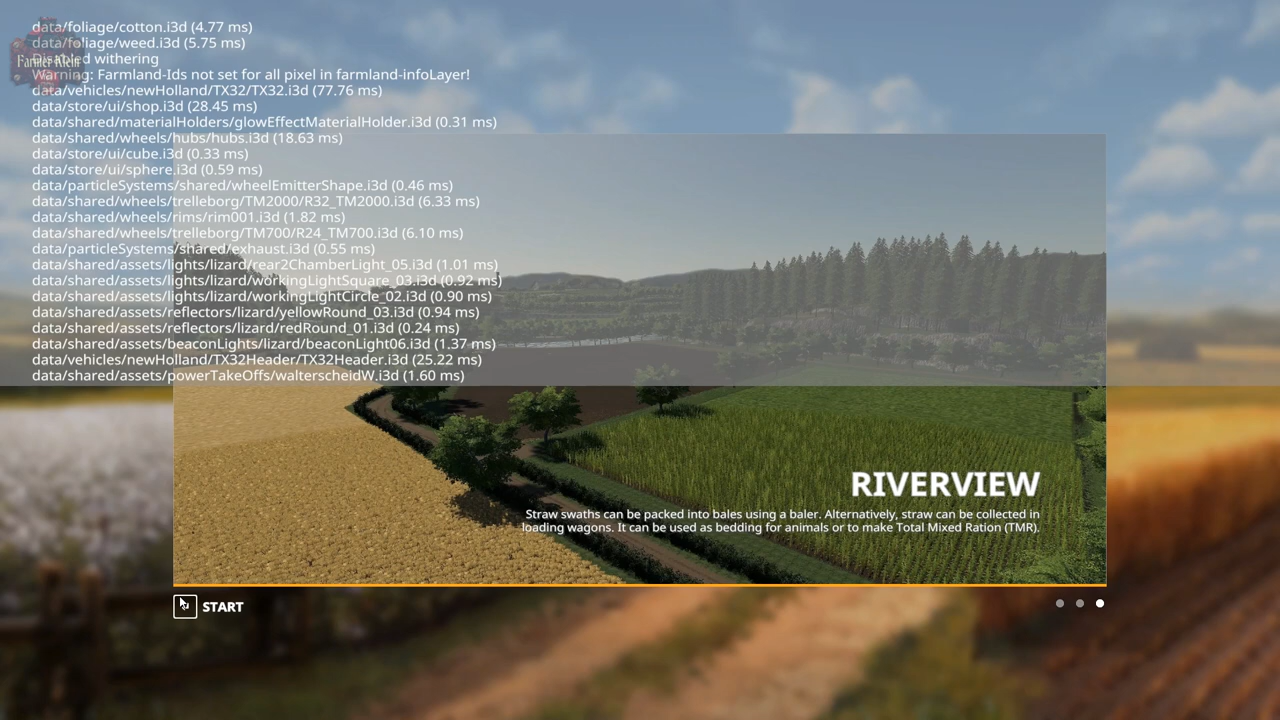 data/foliage/cotton.i3d (4.77 ms)
data/foliage/weed.i3d (5.75 ms)
Disabled withering
Warning: Farmland-Ids not set for all pixel in farmland-infoLayer!
data/vehicles/newHolland/TX32/TX32.i3d (77.76 ms)
data/store/ui/shop.i3d (28.45 ms)
data/shared/materialHolders/glowEffectMaterialHolder.i3d (0.31 ms)
data/shared/wheels/hubs/hubs.i3d (18.63 ms)
data/store/ui/cube.i3d (0.33 ms)
data/store/ui/sphere.i3d (0.59 ms)
data/particleSystems/shared/wheelEmitterShape.i3d (0.46 ms)
data/shared/wheels/trelleborg/TM2000/R32_TM2000.i3d (6.33 ms)
data/shared/wheels/rims/rim001.i3d (1.82 ms)
data/shared/wheels/trelleborg/TM700/R24_TM700.i3d (6.10 ms)
data/particleSystems/shared/exhaust.i3d (0.55 ms)
data/shared/assets/lights/lizard/rear2ChamberLight_05.i3d (1.01 ms)
data/shared/assets/lights/lizard/workingLightSquare_03.i3d (0.92 ms)
data/shared/assets/lights/lizard/workingLightCircle_02.i3d (0.90 ms)
data/shared/assets/reflectors/lizard/yellowRound_03.i3d (0.94 ms)
data/shared/assets/reflectors/lizard/redRound_01.i3d (0.24 ms)
data/shared/assets/beaconLights/lizard/beaconLight06.i3d (1.37 ms)
data/vehicles/newHolland/TX32Header/TX32Header.i3d (25.22 ms)
data/shared/assets/powerTakeOffs/walterscheidW.i3d (1.60 ms)
Farmer Klein
RIVERVIEW
Straw swaths can be packed into bales using a baler. Alternatively, straw can be collected in
loading wagons. It can be used as bedding for animals or to make Total Mixed Ration (TMR).
START